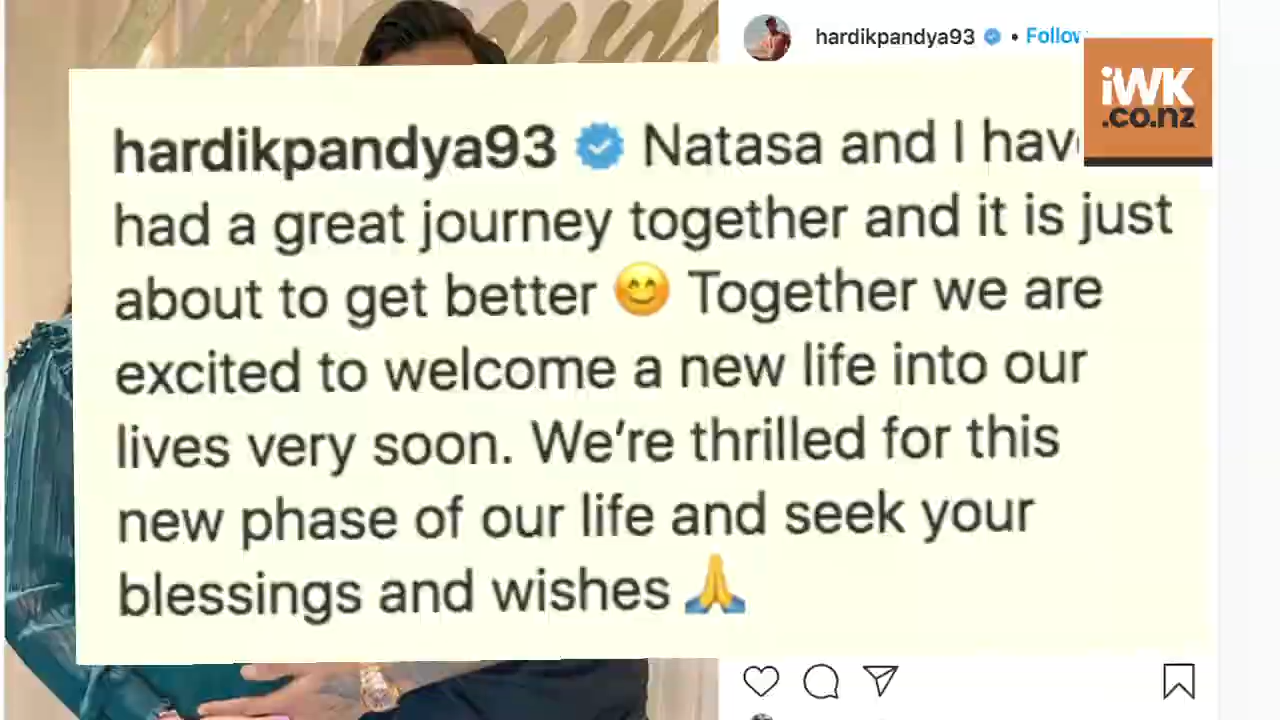 hardikpandya93 • Follow
iWK
.co.nz
hardikpandya93 Natasa and I have
had a great journey together and it is just
about to get better 😊 Together we are
excited to welcome a new life into our
lives very soon. We’re thrilled for this
new phase of our life and seek your
blessings and wishes 🙏